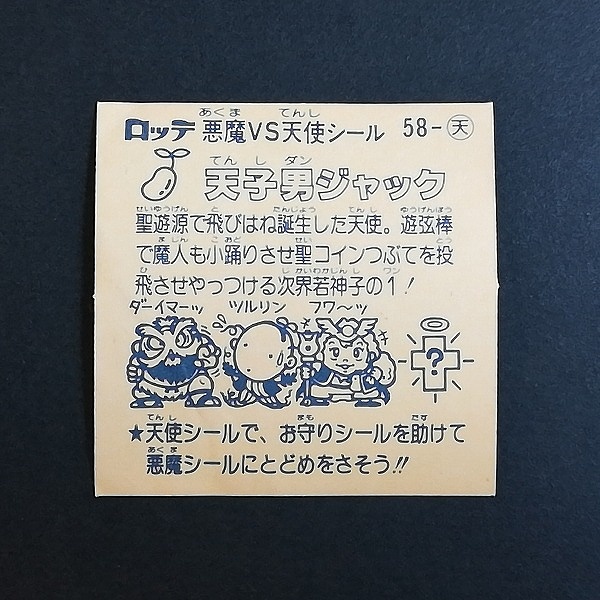 ロッテ 悪魔VS天使シール 58-天
天子男ジャック
聖遊源で飛びはね誕生した天使。遊弦棒
で魔人も小踊りさせ聖コインつぶてを投
飛させやっつける次界若神子の1!
ダーイマーッ ツルリン フワ〜ッ
?
★天使シールで、お守りシールを助けて
悪魔シールにとどめをさそう!!